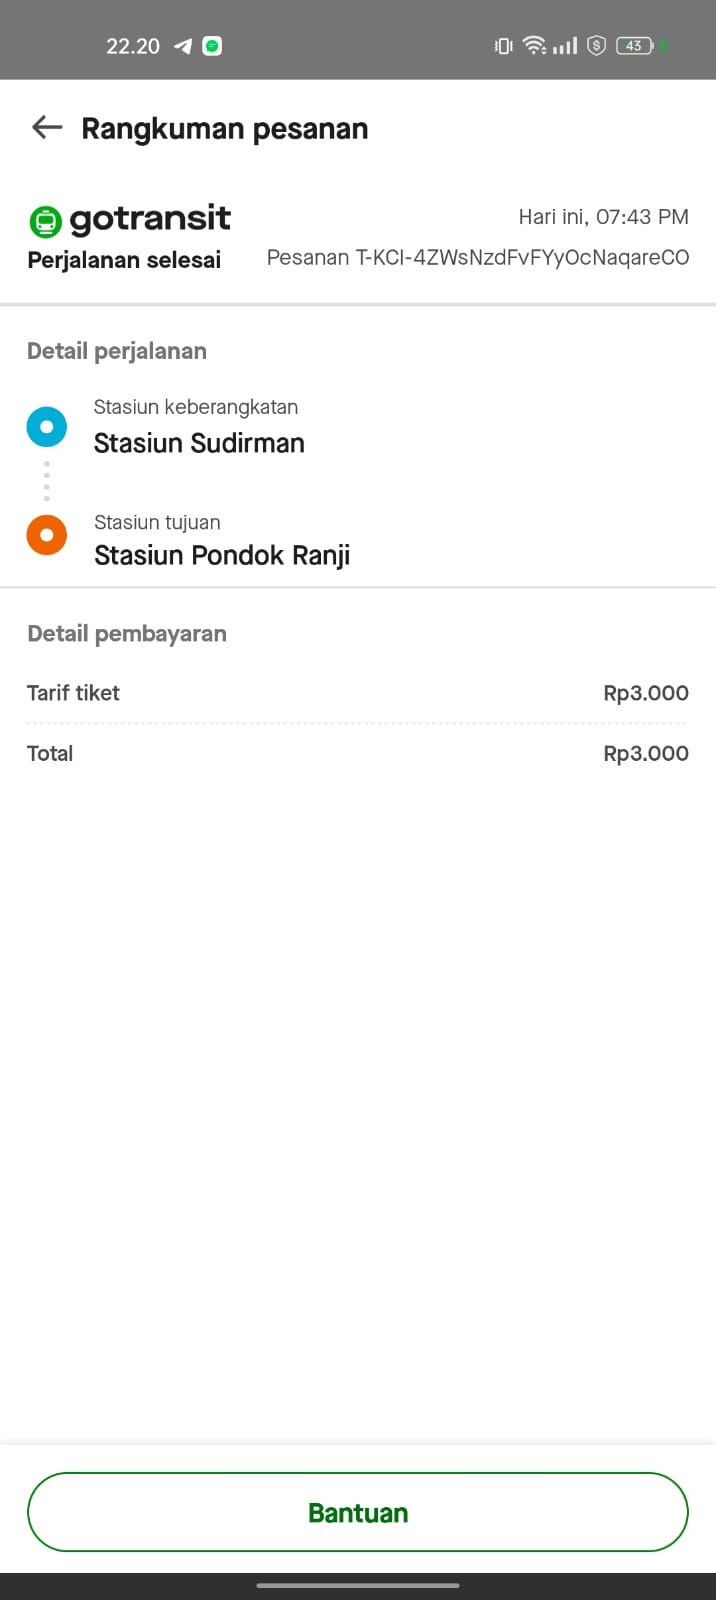 22.20
43
Rangkuman pesanan
gotransit
Hari ini, 07:43 PM
Perjalanan selesai
Pesanan T-KCI-4ZWsNzdFvFYyOcNaqareCO
Detail perjalanan
Stasiun keberangkatan
Stasiun Sudirman
Stasiun tujuan
Stasiun Pondok Ranji
Detail pembayaran
Tarif tiket Rp3.000
Total Rp3.000
Bantuan